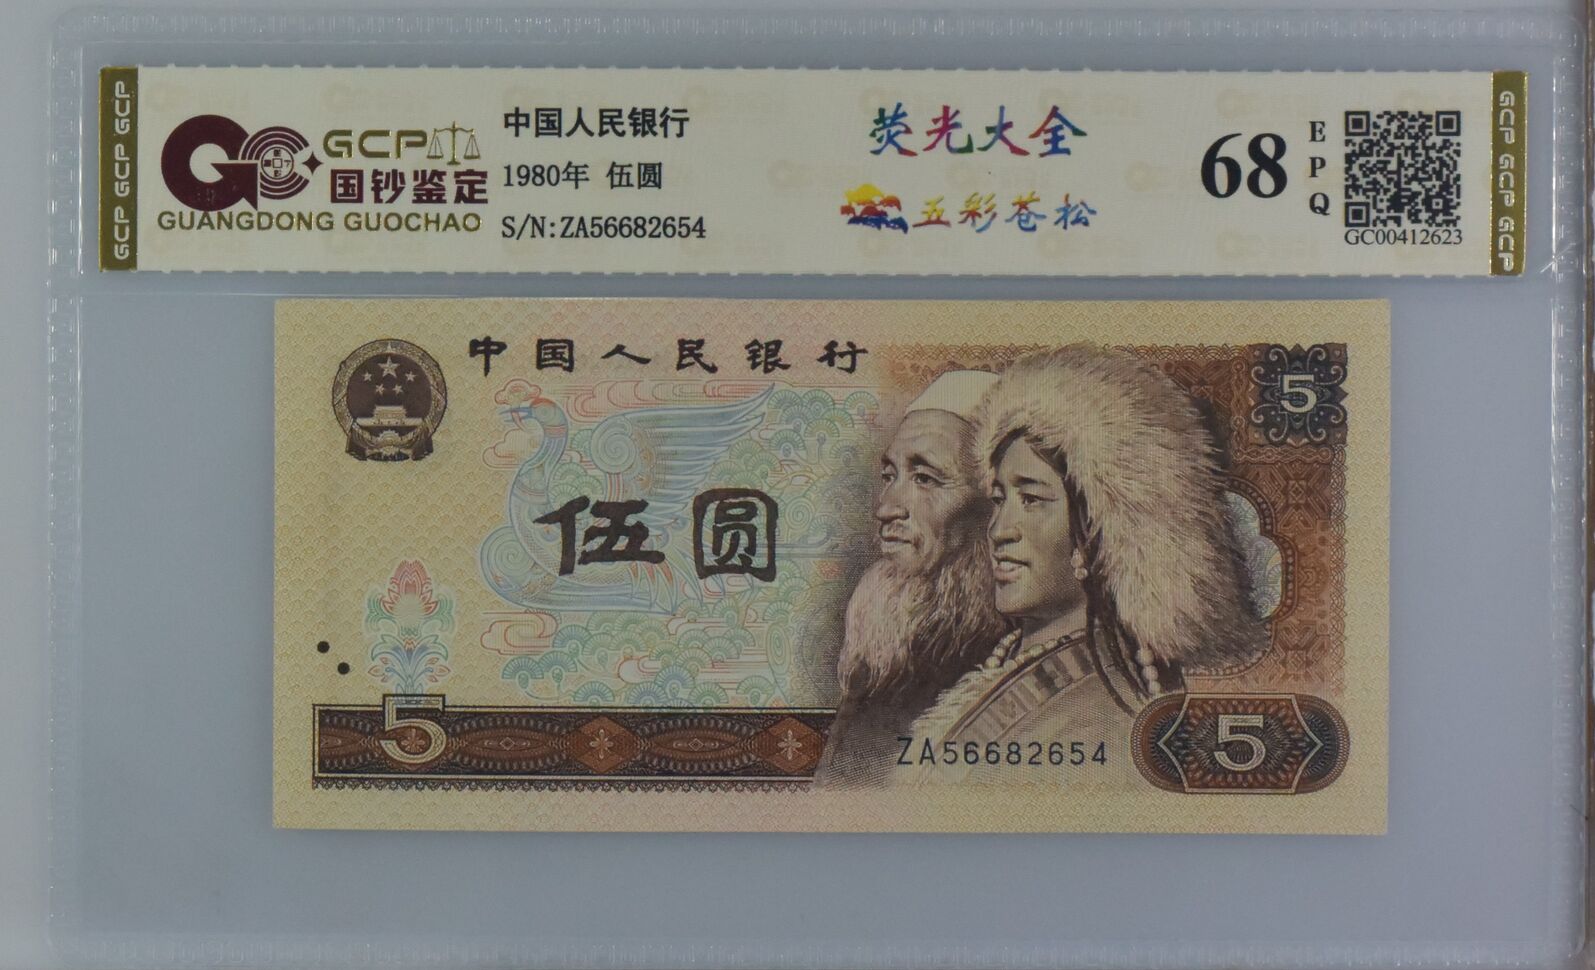 GCP GCP GCP
GCP
国钞鉴定
GUANGDONG GUOCHAO
中国人民银行
1980年 伍圆
S/N:ZA56682654
荧光大全
五彩苍松
68
EPQ
GC00412623
GCP GCP GCP
中国人民银行
5
伍圆
5
ZA56682654
5